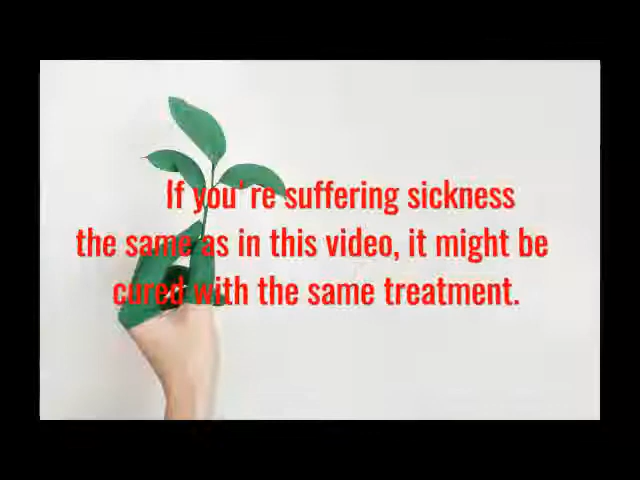 If you're suffering sickness
the same as in this video, it might be
cured with the same treatment.